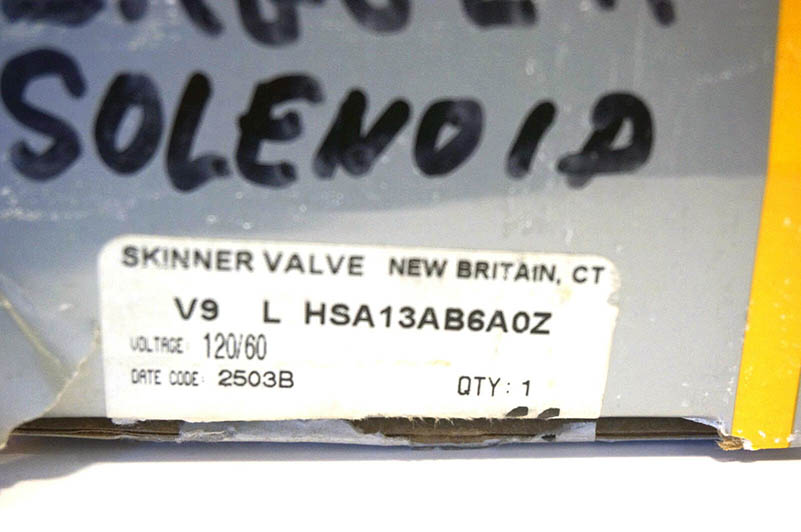 SOLENOID
SKINNER VALVE NEW BRITAIN, CT
V9 L HSA13AB6A0Z
VOLTAGE: 120/60
DATE CODE: 2503B
QTY: 1